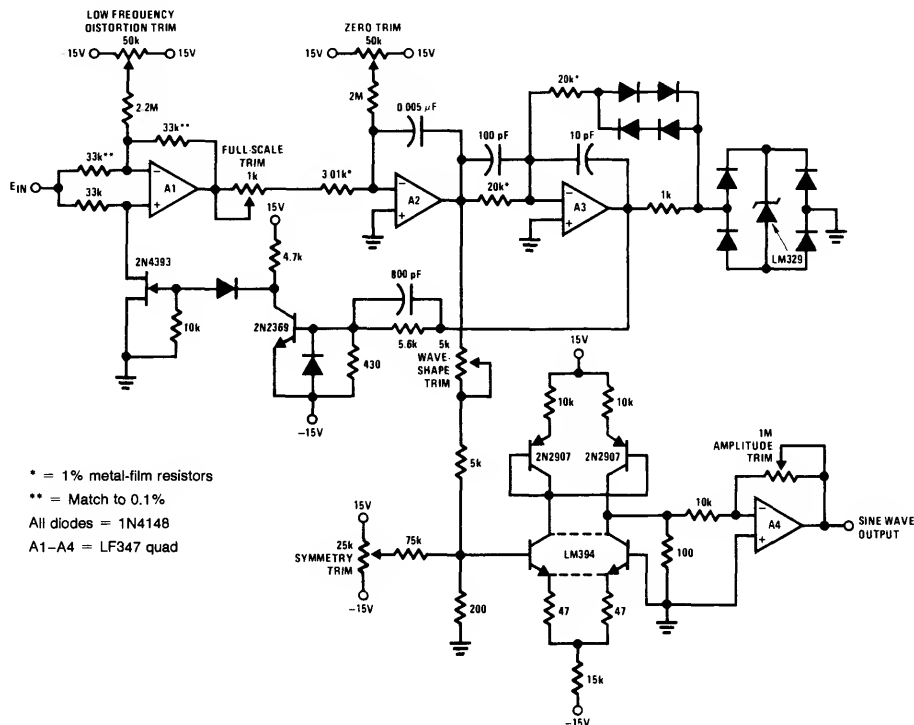 LOW FREQUENCY
DISTORTION TRIM
50k
-15V
15V
2.2M
33k**
33k**
33k
EIN
A1
FULL-SCALE
TRIM
1k
ZERO TRIM
50k
-15V
15V
2M
0.005 µF
3 01k*
A2
100 pF
20k*
20k*
10 pF
A3
1k
LM329
15V
4.7k
2N4393
10k
2N2369
800 pF
5.6k
430
-15V
5k
WAVE-
SHAPE
TRIM
5k
15V
25k
SYMMETRY
TRIM
-15V
75k
200
15V
10k
10k
2N2907
2N2907
LM394
47
47
15k
-15V
100
10k
1M
AMPLITUDE
TRIM
A4
SINE WAVE
OUTPUT
* = 1% metal-film resistors
** = Match to 0.1%
All diodes = 1N4148
A1–A4 = LF347 quad